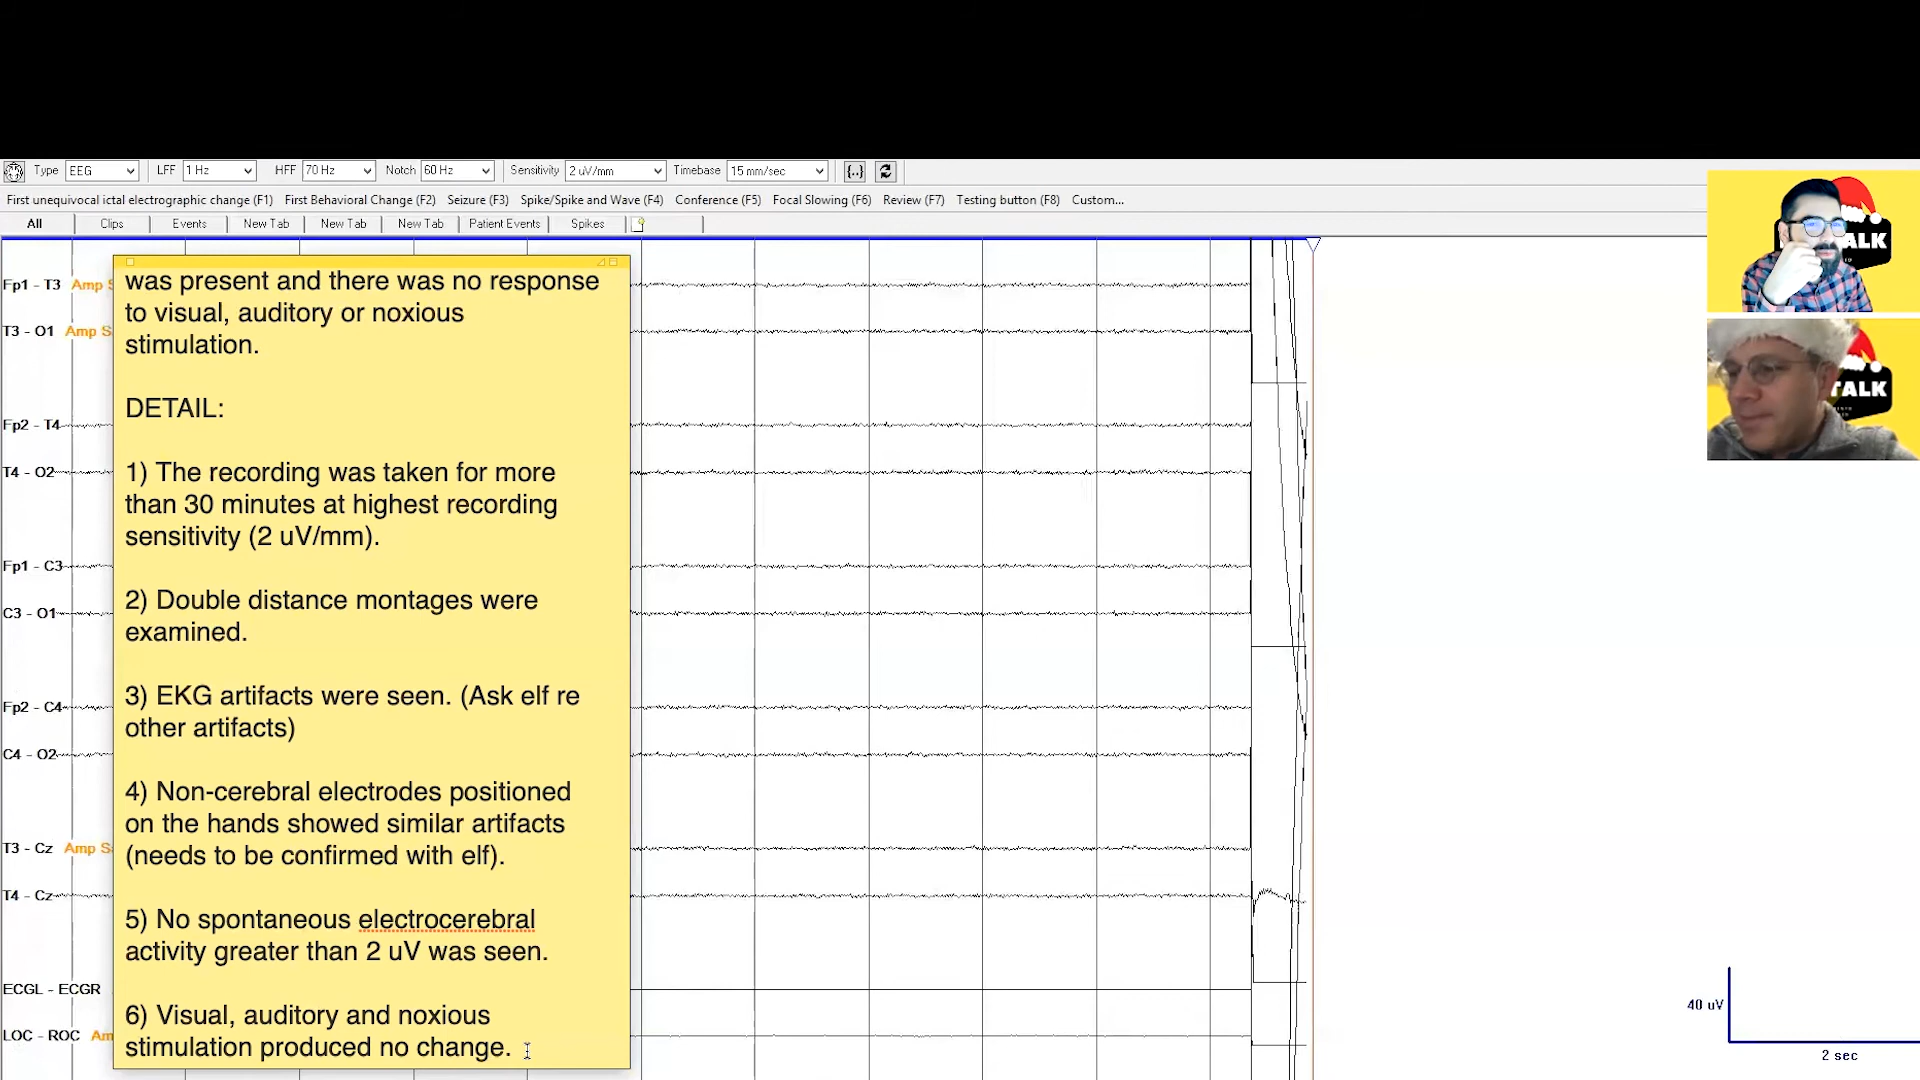 Type EEG LFF 1 Hz HFF 70 Hz Notch 60 Hz Sensitivity 2 uV/mm Timebase 15 mm/sec {..}
First unequivocal ictal electrographic change (F1) First Behavioral Change (F2) Seizure (F3) Spike/Spike and Wave (F4) Conference (F5) Focal Slowing (F6) Review (F7) Testing button (F8) Custom...
All Clips Events New Tab New Tab New Tab Patient Events Spikes
Fp1 - T3 Amp S
T3 - O1 Amp S
Fp2 - T4
T4 - O2
Fp1 - C3
C3 - O1
Fp2 - C4
C4 - O2
T3 - Cz Amp S
T4 - Cz
ECGL - ECGR
LOC - ROC Am
was present and there was no response
to visual, auditory or noxious
stimulation.
DETAIL:
1) The recording was taken for more
than 30 minutes at highest recording
sensitivity (2 uV/mm).
2) Double distance montages were
examined.
3) EKG artifacts were seen. (Ask elf re
other artifacts)
4) Non-cerebral electrodes positioned
on the hands showed similar artifacts
(needs to be confirmed with elf).
5) No spontaneous electrocerebral
activity greater than 2 uV was seen.
6) Visual, auditory and noxious
stimulation produced no change.
ALK
TALK
40 uV
2 sec